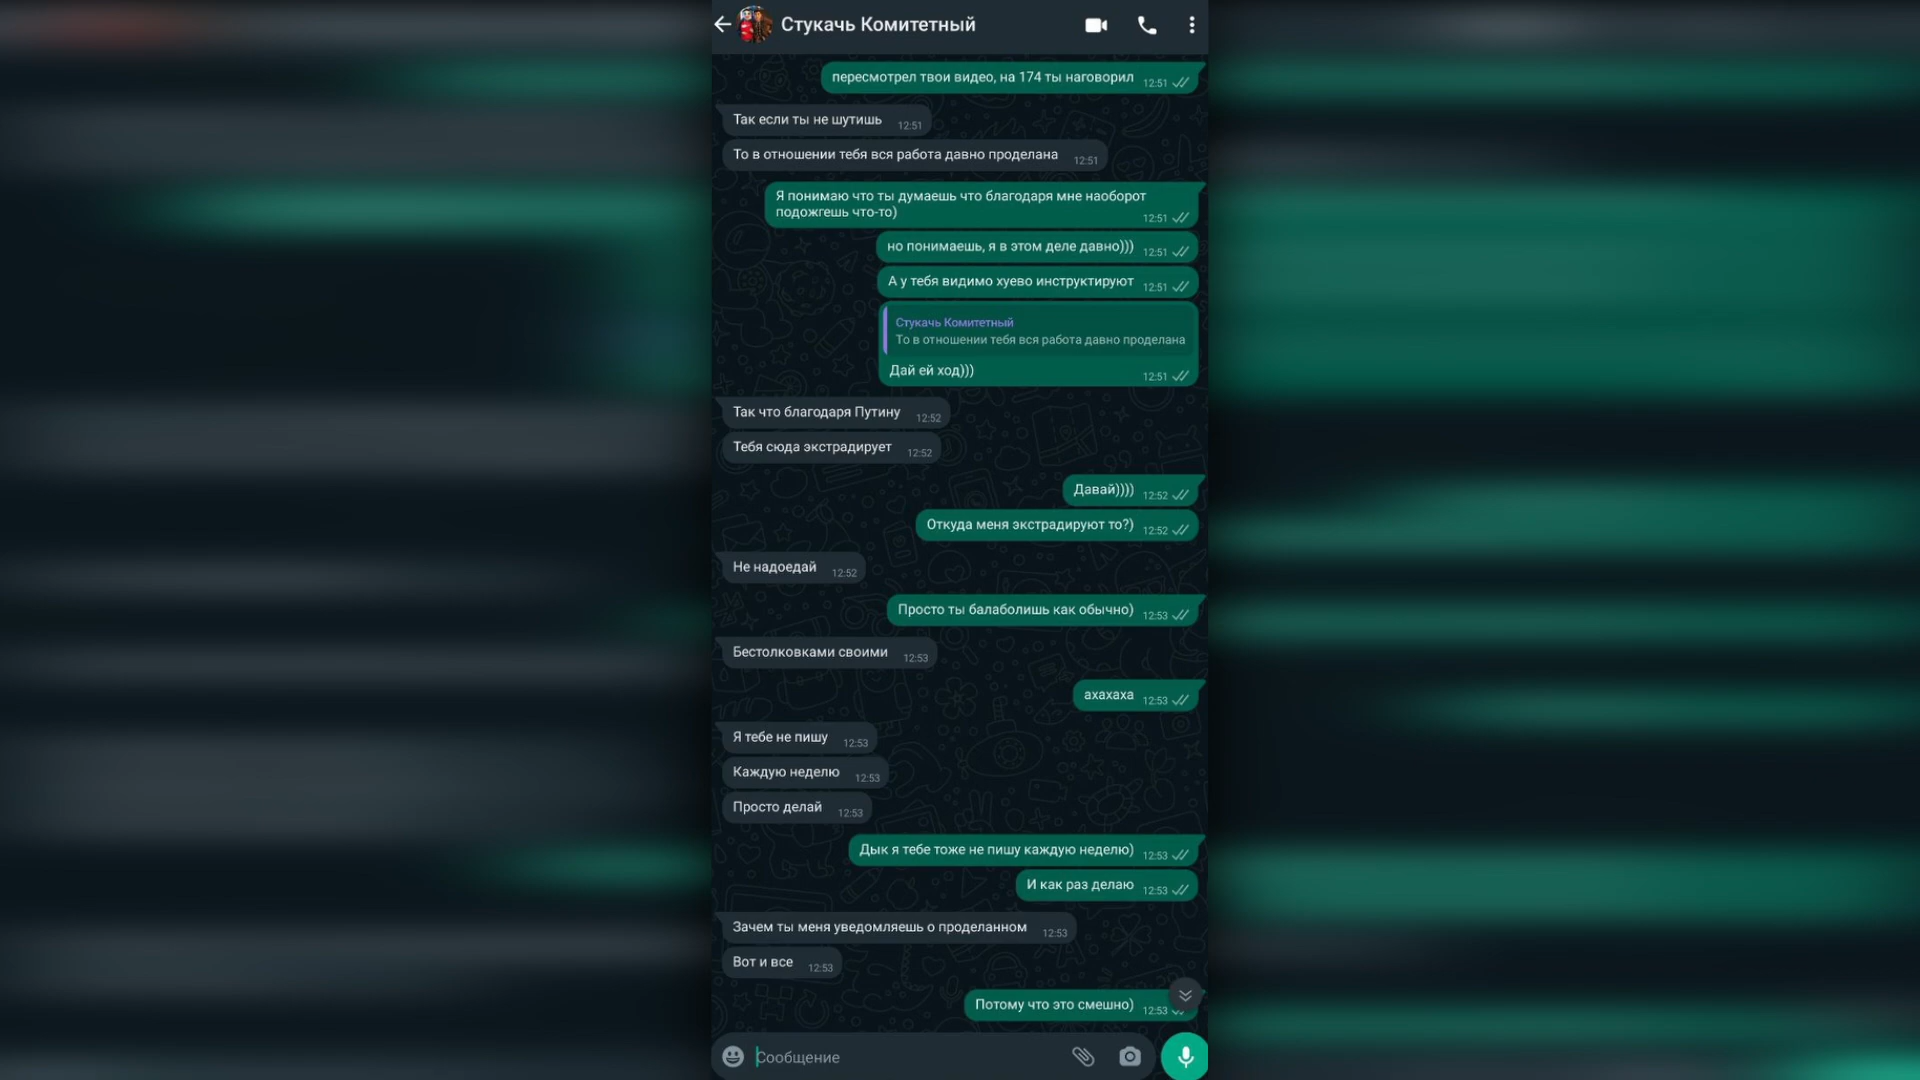 Стукачь Комитетный
пересмотрел твои видео, на 174 ты наговорил 12:51
Так если ты не шутишь 12:51
То в отношении тебя вся работа давно проделана 12:51
Я понимаю что ты думаешь что благодаря мне наоборот
подожгешь что-то) 12:51
но понимаешь, я в этом деле давно))) 12:51
А у тебя видимо хуево инструктируют 12:51
Стукачь Комитетный
То в отношении тебя вся работа давно проделана
Дай ей ход))) 12:51
Так что благодаря Путину 12:52
Тебя сюда экстрадирует 12:52
Давай)))) 12:52
Откуда меня экстрадируют то?) 12:52
Не надоедай 12:52
Просто ты балаболишь как обычно) 12:53
Бестолковками своими 12:53
ахахаха 12:53
Я тебе не пишу 12:53
Каждую неделю 12:53
Просто делай 12:53
Дык я тебе тоже не пишу каждую неделю) 12:53
И как раз делаю 12:53
Зачем ты меня уведомляешь о проделанном 12:53
Вот и все 12:53
Потому что это смешно) 12:53
Сообщение